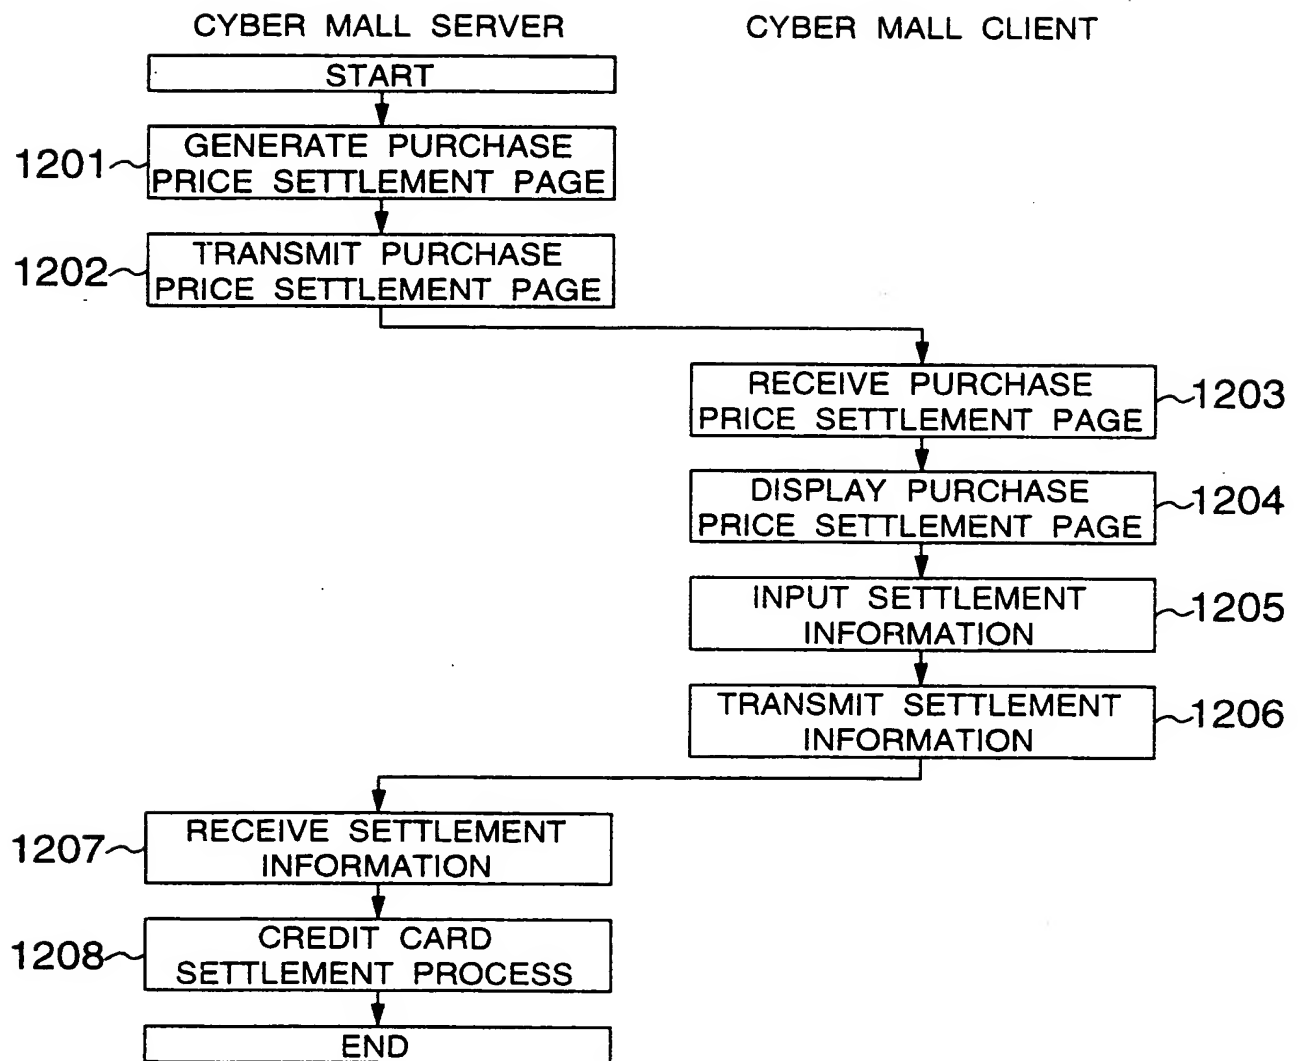 CYBER MALL SERVER
CYBER MALL CLIENT
START
1201
GENERATE PURCHASE
PRICE SETTLEMENT PAGE
1202
TRANSMIT PURCHASE
PRICE SETTLEMENT PAGE
RECEIVE PURCHASE
PRICE SETTLEMENT PAGE
1203
DISPLAY PURCHASE
PRICE SETTLEMENT PAGE
1204
INPUT SETTLEMENT
INFORMATION
1205
TRANSMIT SETTLEMENT
INFORMATION
1206
1207
RECEIVE SETTLEMENT
INFORMATION
1208
CREDIT CARD
SETTLEMENT PROCESS
END